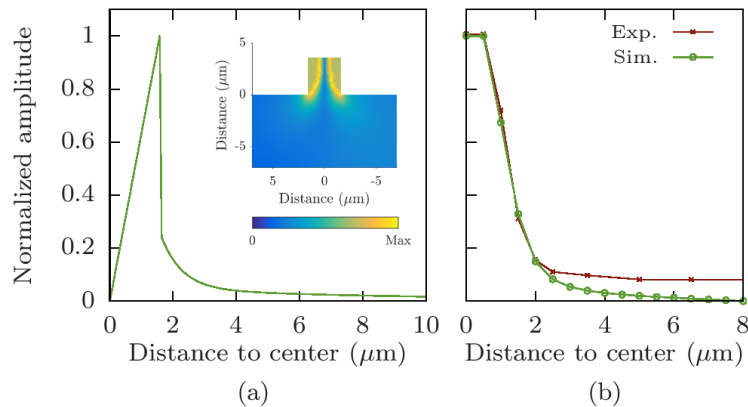 Normalized amplitude
1
0.8
0.6
0.4
0.2
0
0 2 4 6 8 10
Distance to center (μm)
(a)
Distance (μm)
5
0
-5
5 0 -5
Distance (μm)
0 Max
Exp.
Sim.
0 2 4 6 8
Distance to center (μm)
(b)